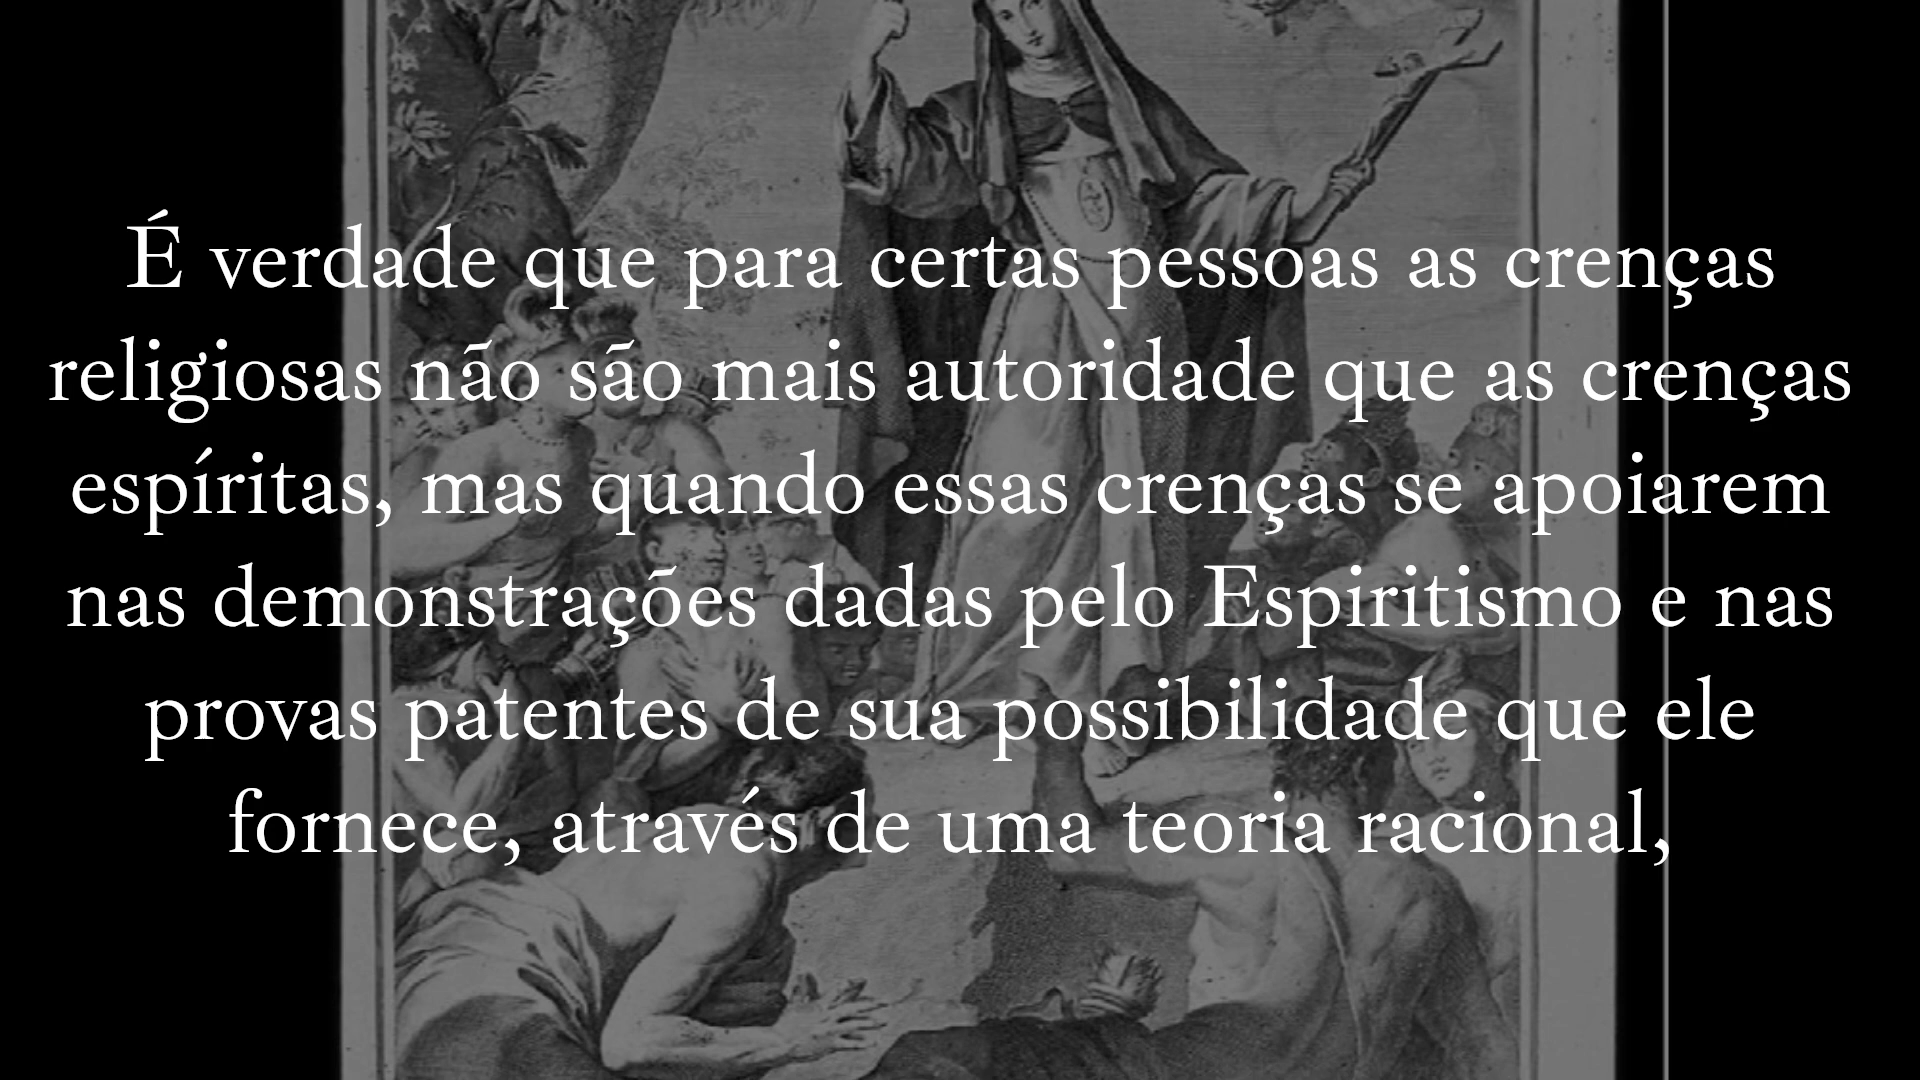 É verdade que para certas pessoas as crenças
religiosas não são mais autoridade que as crenças
espíritas, mas quando essas crenças se apoiarem
nas demonstrações dadas pelo Espiritismo e nas
provas patentes de sua possibilidade que ele
fornece, através de uma teoria racional,